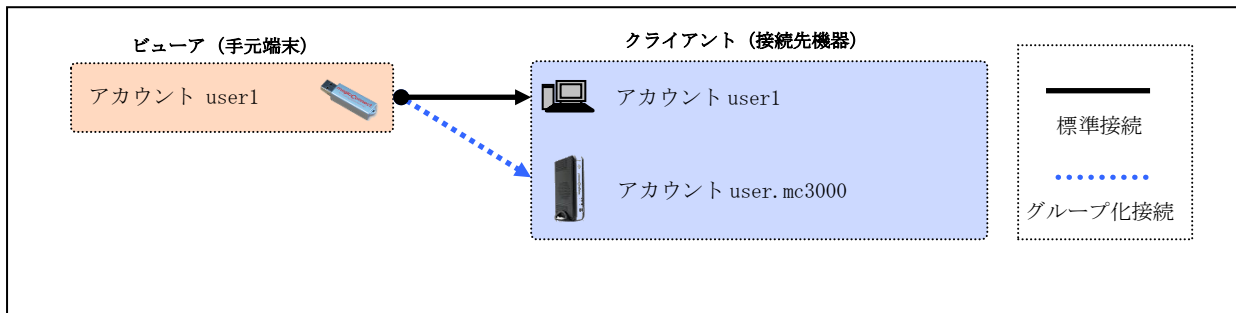 ビューア（手元端末）
クライアント（接続先機器）
アカウント user1
アカウント user1
アカウント user.mc3000
標準接続
グループ化接続